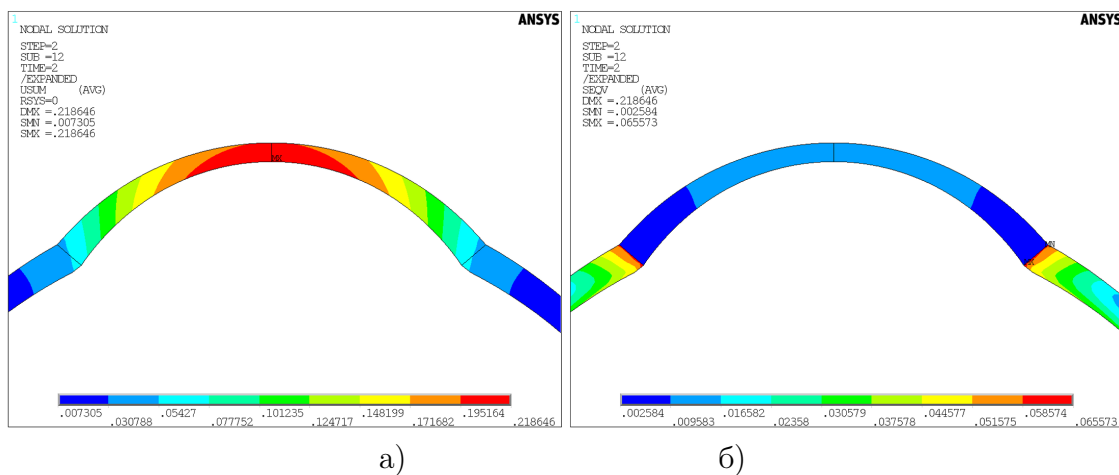 1
ANSYS
NODAL SOLUTION
STEP=2
SUB =12
TIME=2
/EXPANDED
USUM (AVG)
RSYS=0
DMX =.218646
SMN =.007305
SMX =.218646
MX
.007305 .05427 .101235 .148199 .195164
.030788 .077752 .124717 .171682 .218646
а)
1
ANSYS
NODAL SOLUTION
STEP=2
SUB =12
TIME=2
/EXPANDED
SEQV (AVG)
DMX =.218646
SMN =.002584
SMX =.065573
MN
.002584 .016582 .030579 .044577 .058574
.009583 .02358 .037578 .051575 .065573
б)